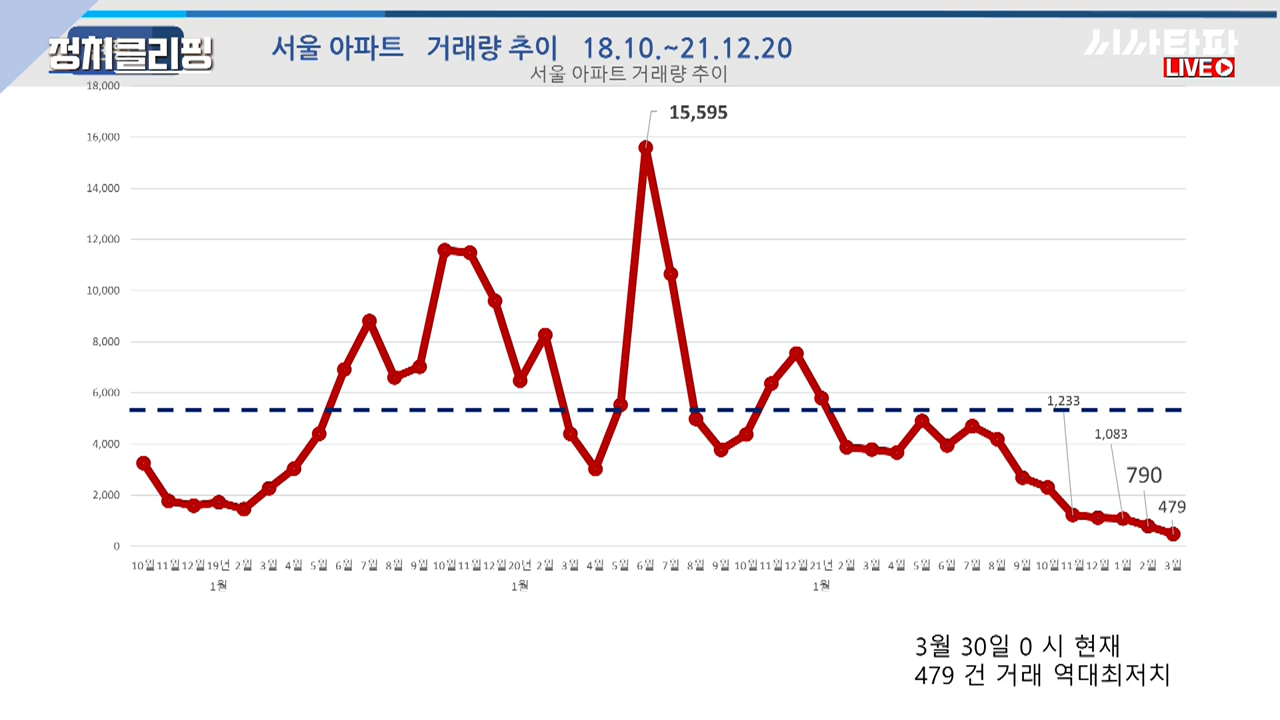 정치클리핑
서울 아파트 거래량 추이 18.10.~21.12.20
시사타파
LIVE
서울 아파트 거래량 추이
18,000
16,000
14,000
12,000
10,000
8,000
6,000
4,000
2,000
0
15,595
1,233
1,083
790
479
10월 11월 12월 19년 2월 3월 4월 5월 6월 7월 8월 9월 10월 11월 12월 20년 2월 3월 4월 5월 6월 7월 8월 9월 10월 11월 12월 21년 2월 3월 4월 5월 6월 7월 8월 9월 10월 11월 12월 1월 2월 3월
1월 1월 1월
3월 30일 0 시 현재
479 건 거래 역대최저치